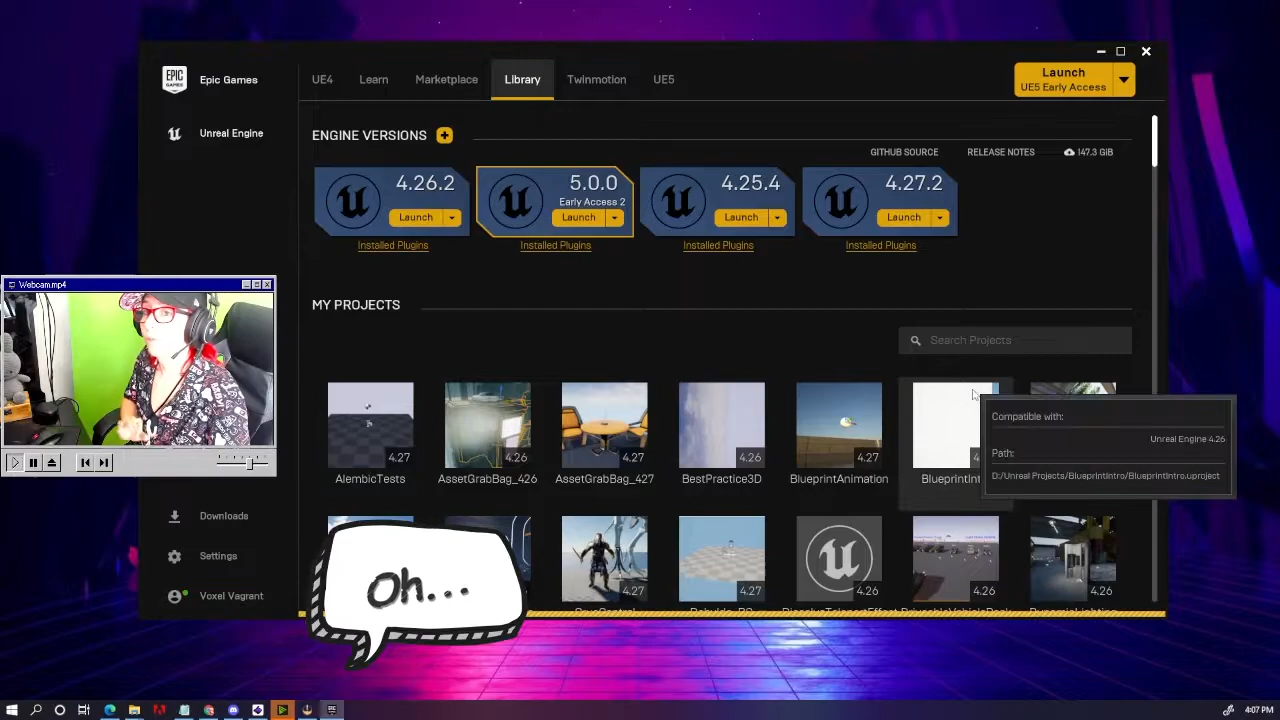 EPIC
GAMES
Epic Games
Unreal Engine
UE4
Learn
Marketplace
Library
Twinmotion
UE5
Launch
UE5 Early Access
ENGINE VERSIONS
GITHUB SOURCE
RELEASE NOTES
147.3 GIB
4.26.2
Launch
Installed Plugins
5.0.0
Early Access 2
Launch
Installed Plugins
4.25.4
Launch
Installed Plugins
4.27.2
Launch
Installed Plugins
MY PROJECTS
Search Projects
4.27
AlembicTests
4.26
AssetGrabBag_426
4.27
AssetGrabBag_427
4.26
BestPractice3D
4.27
BlueprintAnimation
BlueprintInt
Compatible with:
Unreal Engine 4.26
Path:
D:/Unreal Projects/BlueprintIntro/BlueprintIntro.uproject
Webcam.mp4
4.27
4.27
4.26
4.26
4.26
Downloads
Settings
Voxel Vagrant
Oh...
4:07 PM